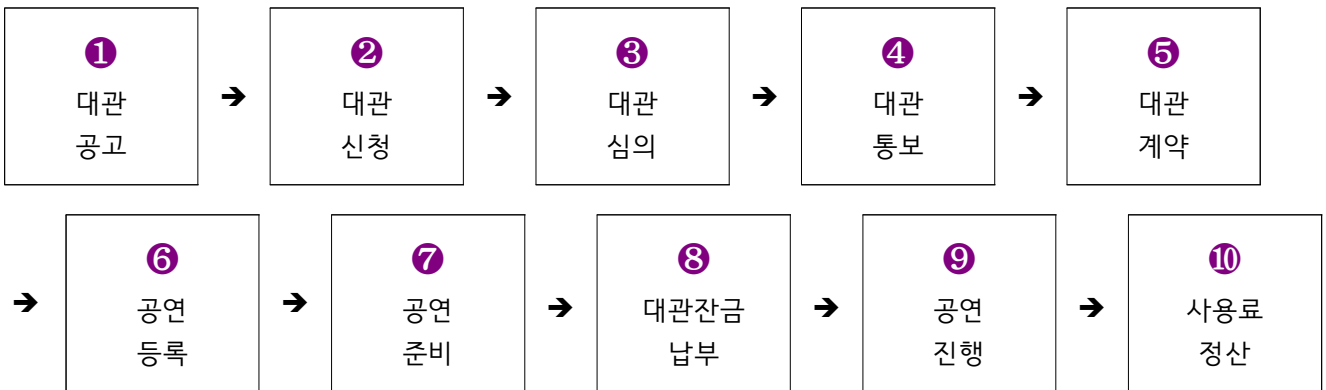 ❶ ❷ ❸ ❹ ❺
대관 ➔ 대관 ➔ 대관 ➔ 대관 ➔ 대관
공고 신청 심의 통보 계약
❻ ❼ ❽ ❾ ❿
➔ 공연 ➔ 공연 ➔ 대관잔금 ➔ 공연 ➔ 사용료
등록 준비 납부 진행 정산